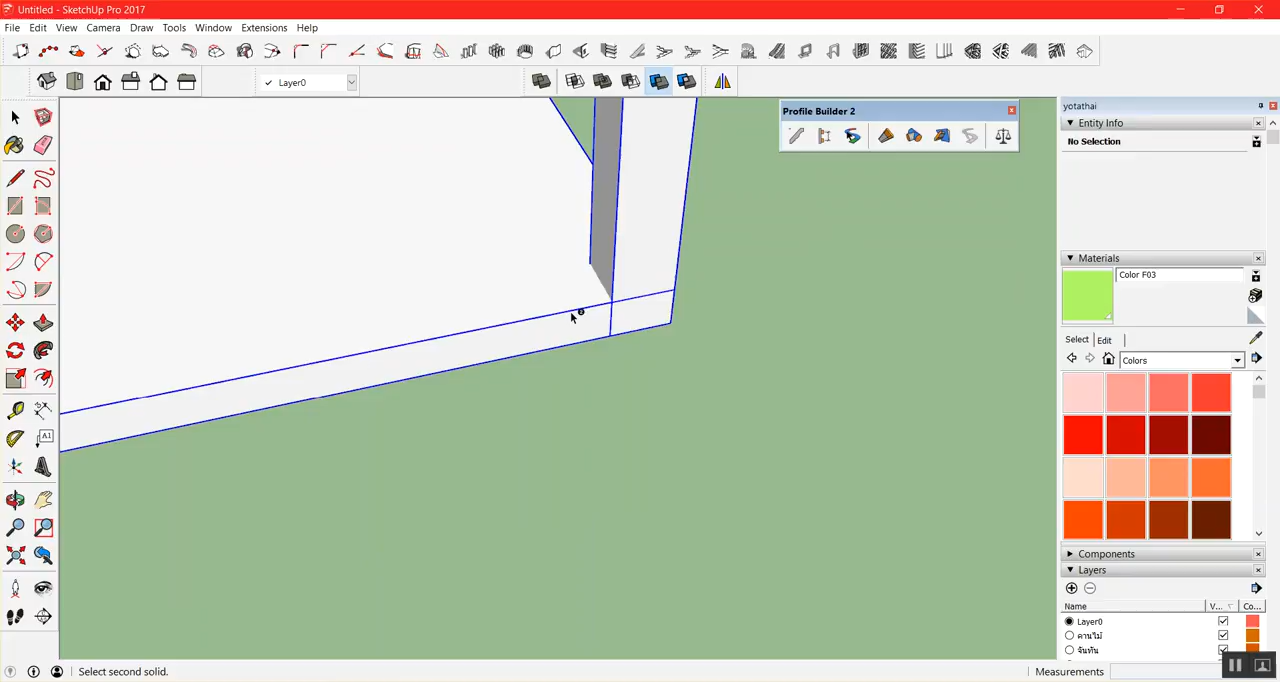 Untitled - SketchUp Pro 2017
File Edit View Camera Draw Tools Window Extensions Help
Layer0
Profile Builder 2
yotathai
Entity Info
No Selection
Materials
Color F03
Select Edit
Colors
A1
Components
Layers
Name V... Co...
Layer0
คานไม้
จันทัน
Select second solid.
Measurements